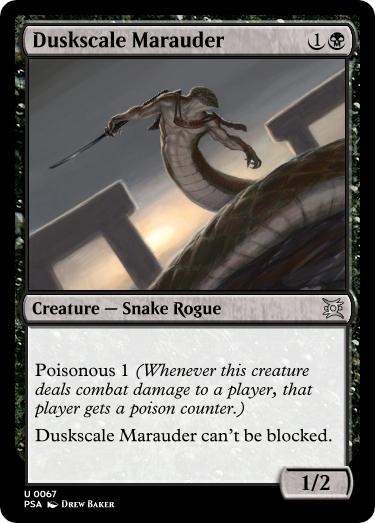 Duskscale Marauder 1
Creature — Snake Rogue
Poisonous 1 (Whenever this creature
deals combat damage to a player, that
player gets a poison counter.)
Duskscale Marauder can't be blocked.
1/2
U 0067
PSA Drew Baker